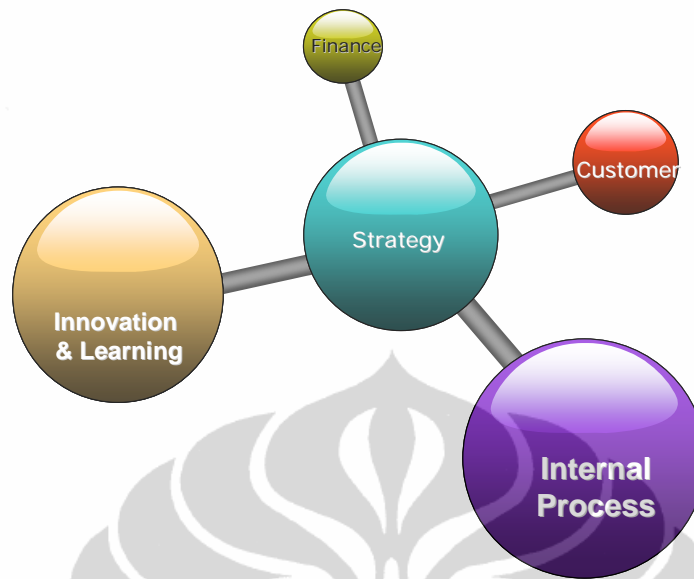 Finance
Customer
Strategy
Innovation
& Learning
Internal
Process